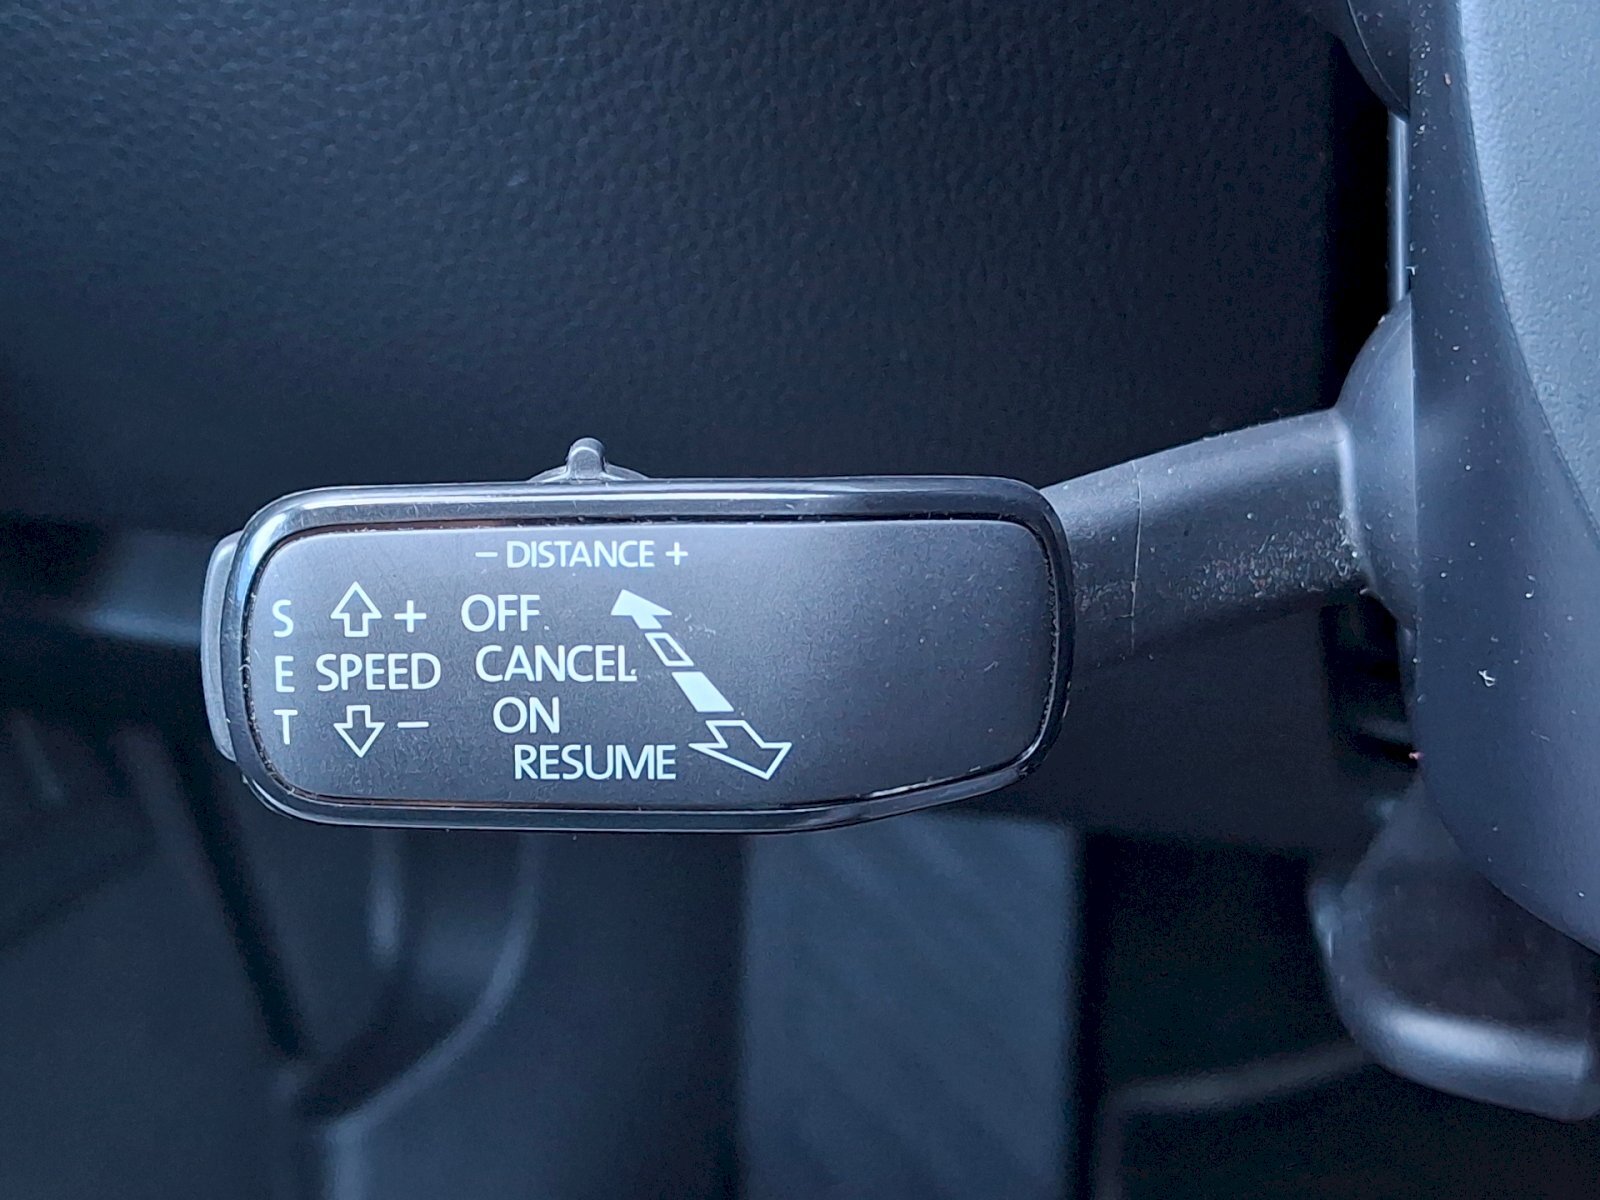 - DISTANCE +
S + OFF
E SPEED CANCEL
T - ON
RESUME